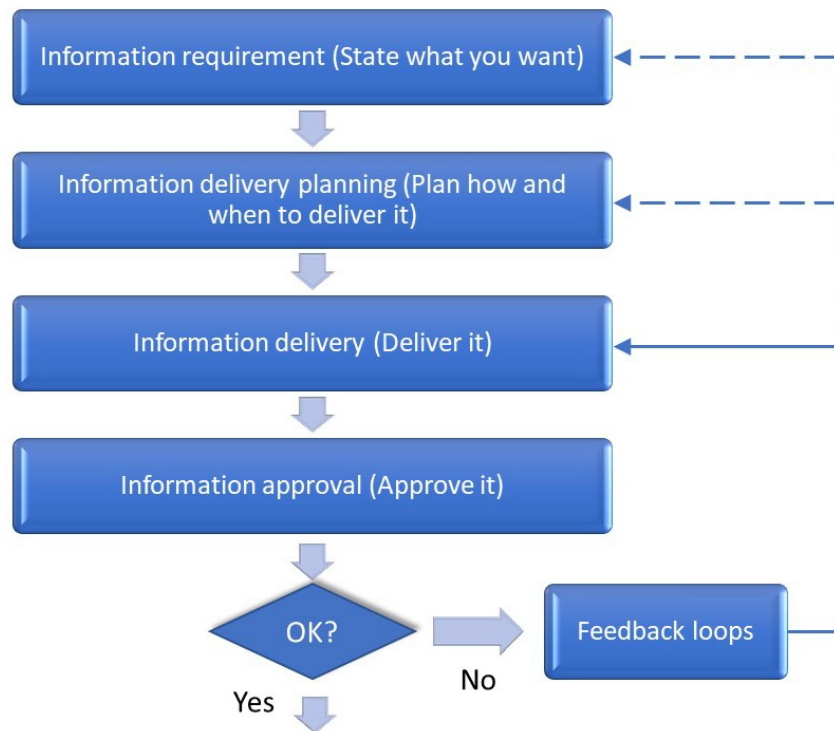 Information requirement (State what you want)
Information delivery planning (Plan how and
when to deliver it)
Information delivery (Deliver it)
Information approval (Approve it)
OK?
Feedback loops
No
Yes